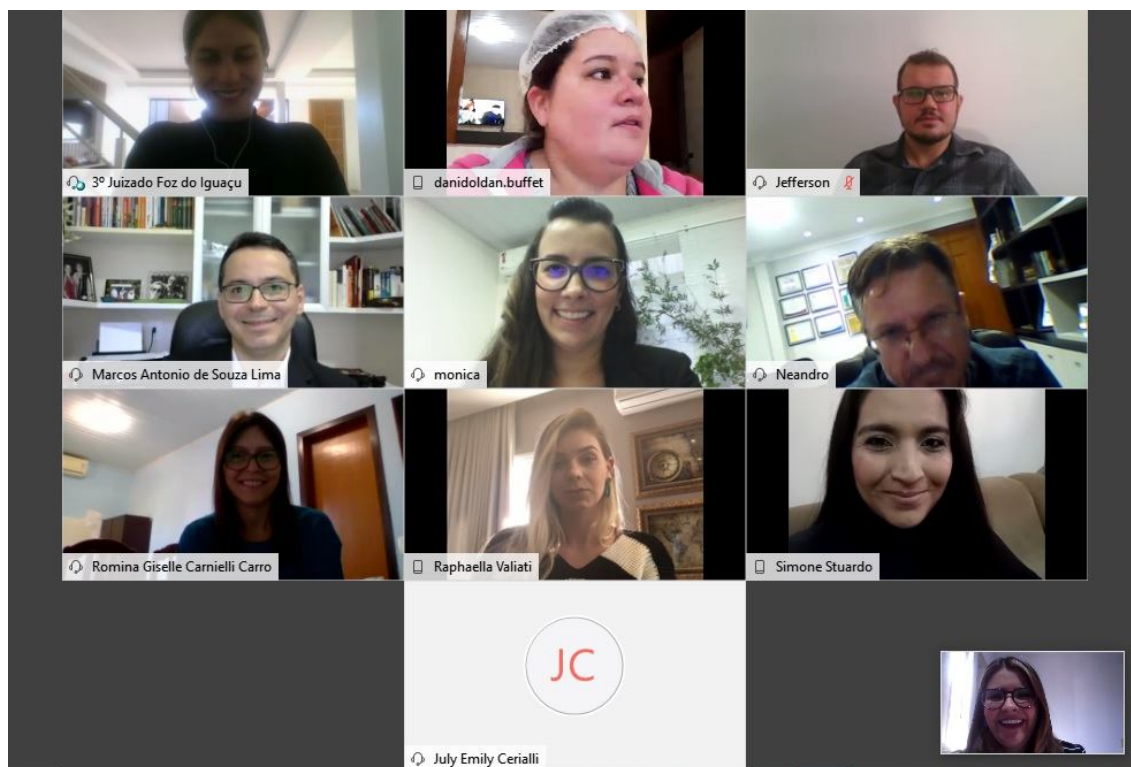 3º Juizado Foz do Iguaçu
danidoldan.buffet
Jefferson
Marcos Antonio de Souza Lima
monica
Neandro
Romina Giselle Carnielli Carro
Raphaella Valiati
Simone Stuardo
JC
July Emily Cerialli